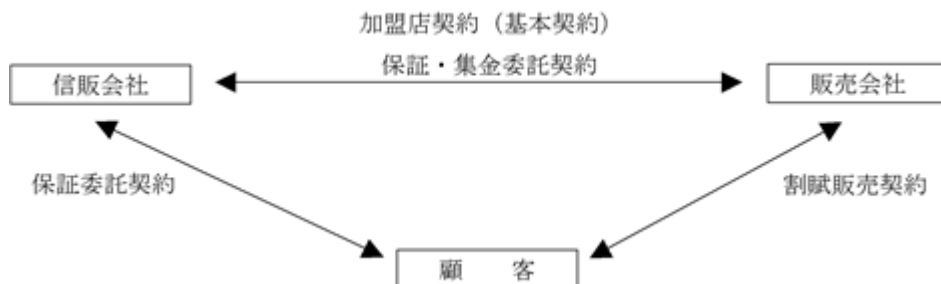 加盟店契約（基本契約）
保証・集金委託契約
信販会社
販売会社
保証委託契約
割賦販売契約
顧　　客